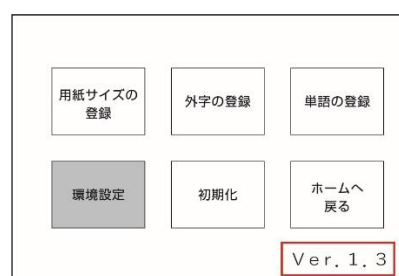 用紙サイズの
登録
外字の登録
単語の登録
環境設定
初期化
ホームへ
戻る
Ｖｅｒ．１．３